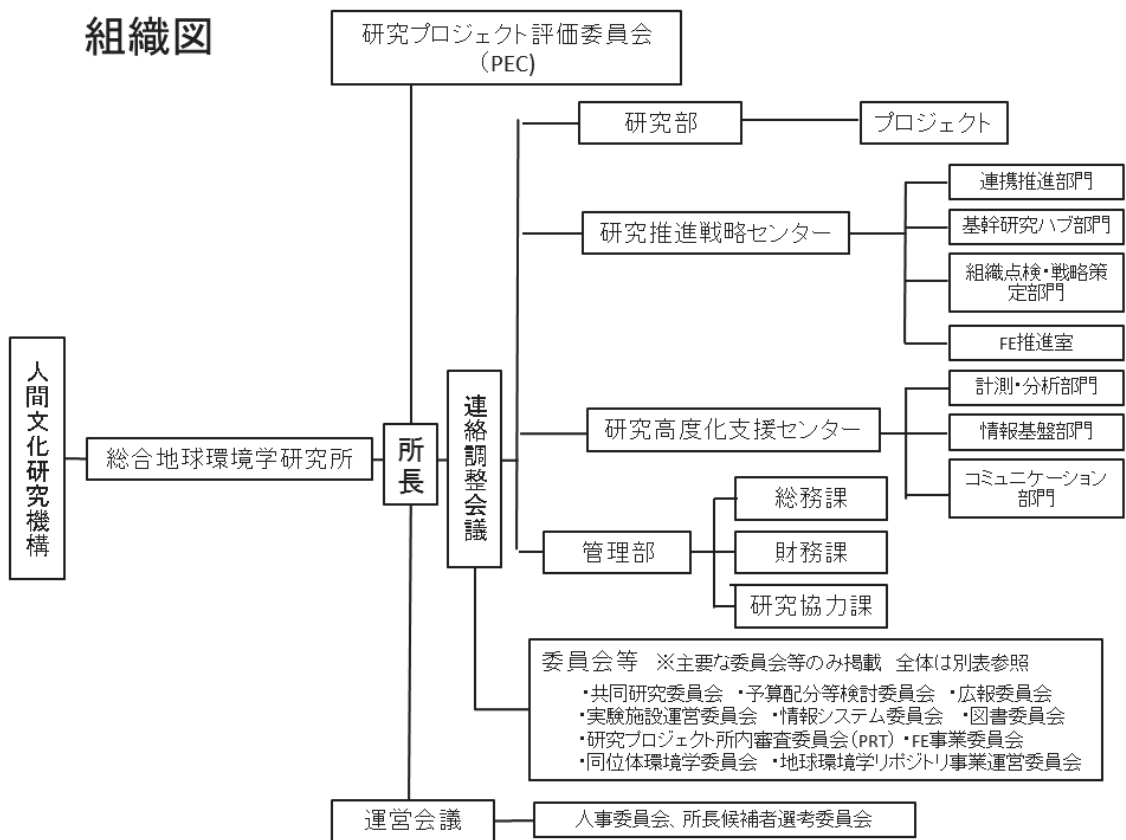 組織図
研究プロジェクト評価委員会
（PEC)
研究部
プロジェクト
研究推進戦略センター
連携推進部門
基幹研究ハブ部門
組織点検・戦略策
定部門
FE推進室
人間文化研究機構
総合地球環境学研究所
所長
連絡調整会議
研究高度化支援センター
計測・分析部門
情報基盤部門
コミュニケーション
部門
管理部
総務課
財務課
研究協力課
委員会等　※主要な委員会等のみ掲載　全体は別表参照
・共同研究委員会　・予算配分等検討委員会　・広報委員会
・実験施設運営委員会　・情報システム委員会　・図書委員会
・研究プロジェクト所内審査委員会（PRT）・FE事業委員会
・同位体環境学委員会　・地球環境学リポジトリ事業運営委員会
運営会議
人事委員会、所長候補者選考委員会